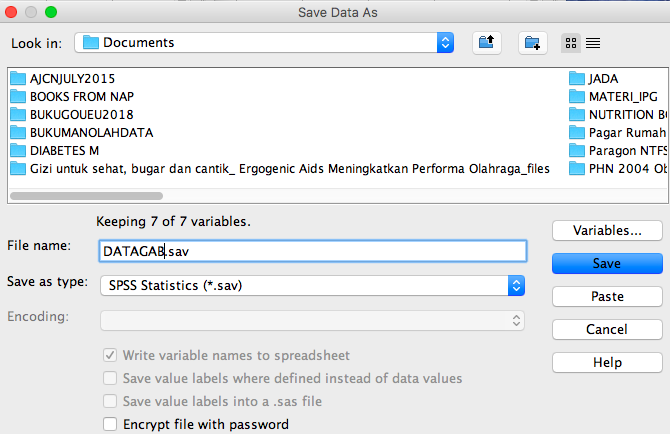 Save Data As
Look in: Documents
AJCNJULY2015
BOOKS FROM NAP
BUKUGOUEU2018
BUKUMANOLAHDATA
DIABETES M
Gizi untuk sehat, bugar dan cantik_ Ergogenic Aids Meningkatkan Performa Olahraga_files
JADA
MATERI_IPG
NUTRITION BO
Pagar Rumah
Paragon NTFS
PHN 2004 Ob
Keeping 7 of 7 variables.
File name: DATAGAB.sav
Save as type: SPSS Statistics (*.sav)
Encoding:
Write variable names to spreadsheet
Save value labels where defined instead of data values
Save value labels into a .sas file
Encrypt file with password
Variables...
Save
Paste
Cancel
Help